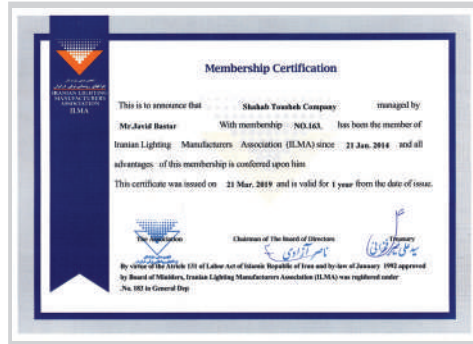 IRANIAN LIGHTING
MANUFACTURERS
ASSOCIATION
ILMA
Membership Certification
This is to announce that Shahab Tousheh Company managed by
Mr.Javid Bastar With membership NO.163, has been the member of
Iranian Lighting Manufacturers Association (ILMA) since 21 Jan. 2014 and all
advantages of this membership is conferred upon him
This certificate was issued on 21 Mar, 2019 and is valid for 1 year from the date of issue.
The Association Chairman of The Board of Directors Treasury
By virtue of the Article 131 of Labor Act of Islamic Republic of Iran and by-law of January 1992 approved
by Board of Ministers, Iranian Lighting Manufacturers Association (ILMA) was registered under
.No. 183 in General Dep